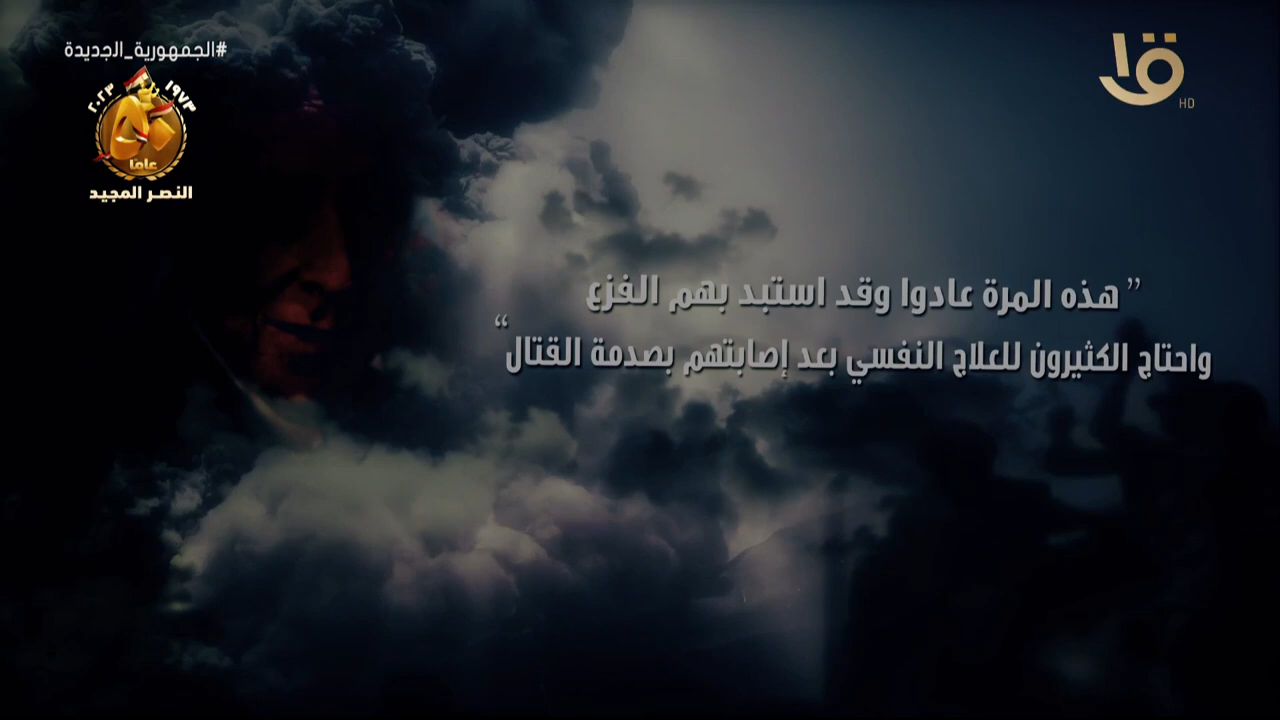 #الجمهورية_الجديدة
١٩٧٣ ٢٠٢٣
٥٠
عاما
النصر المجيد
HD
” هذه المرة عادوا وقد استبد بهم الفزع
واحتاج الكثيرون للعلاج النفسي بعد إصابتهم بصدمة القتال “